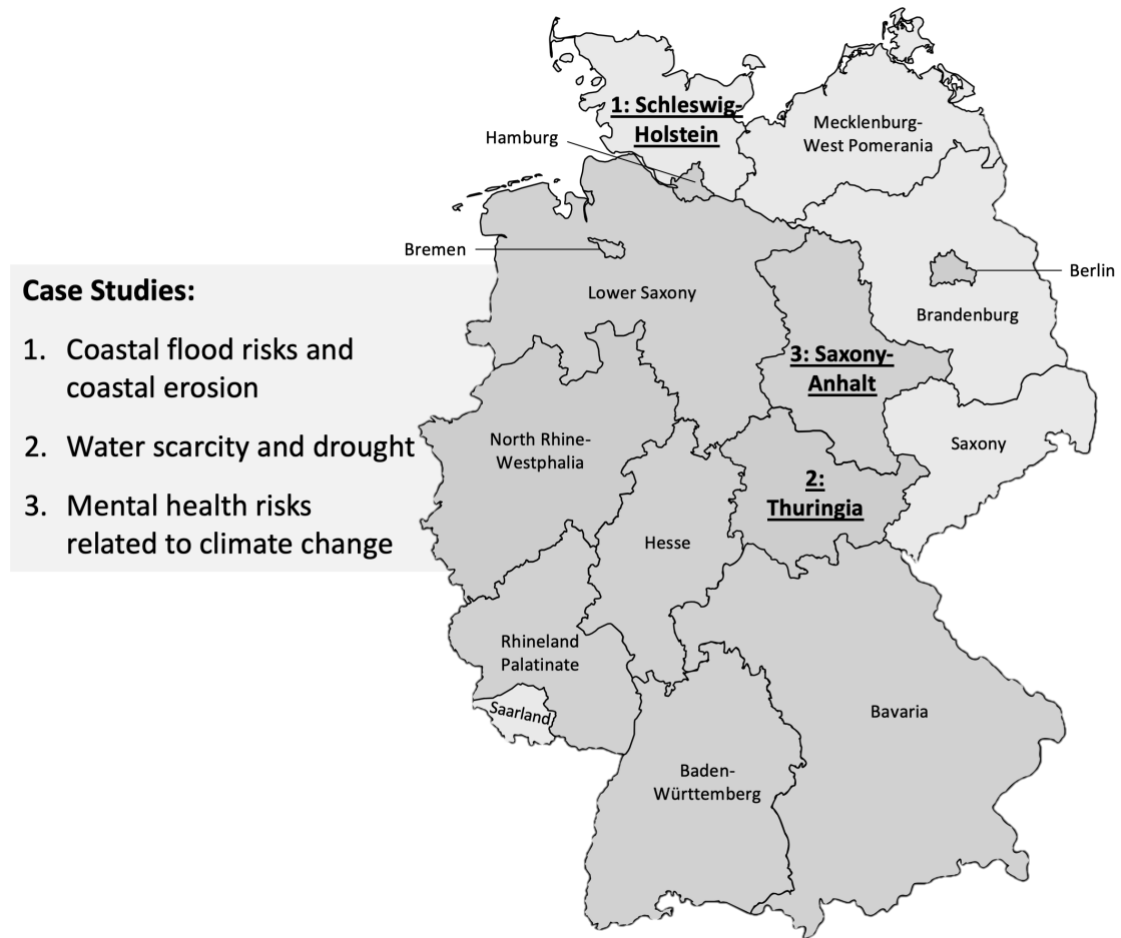 Case Studies:
1. Coastal flood risks and
coastal erosion
2. Water scarcity and drought
3. Mental health risks
related to climate change
1: Schleswig-
Holstein
Mecklenburg-
West Pomerania
Hamburg
Bremen
Lower Saxony
Berlin
Brandenburg
3: Saxony-
Anhalt
North Rhine-
Westphalia
Saxony
2:
Thuringia
Hesse
Rhineland
Palatinate
Saarland
Bavaria
Baden-
Württemberg